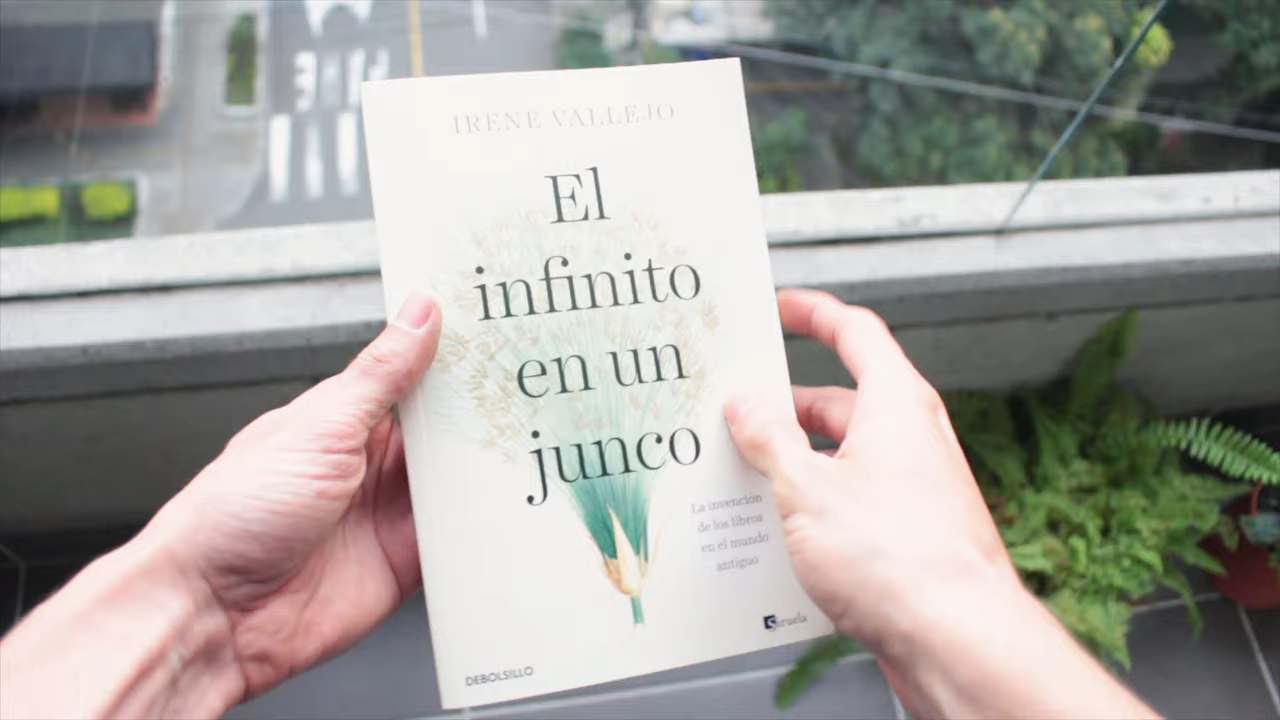 IRENE VALLEJO
El
infinito
en un
junco
La invención
de los libros
en el mundo
antiguo
Siruela
DEBOLSILLO